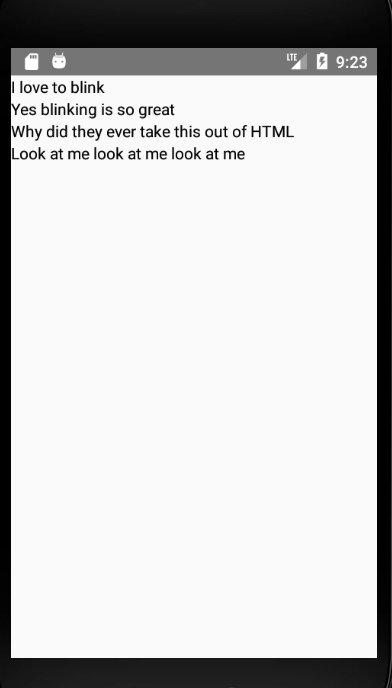 LTE 9:23
I love to blink
Yes blinking is so great
Why did they ever take this out of HTML
Look at me look at me look at me